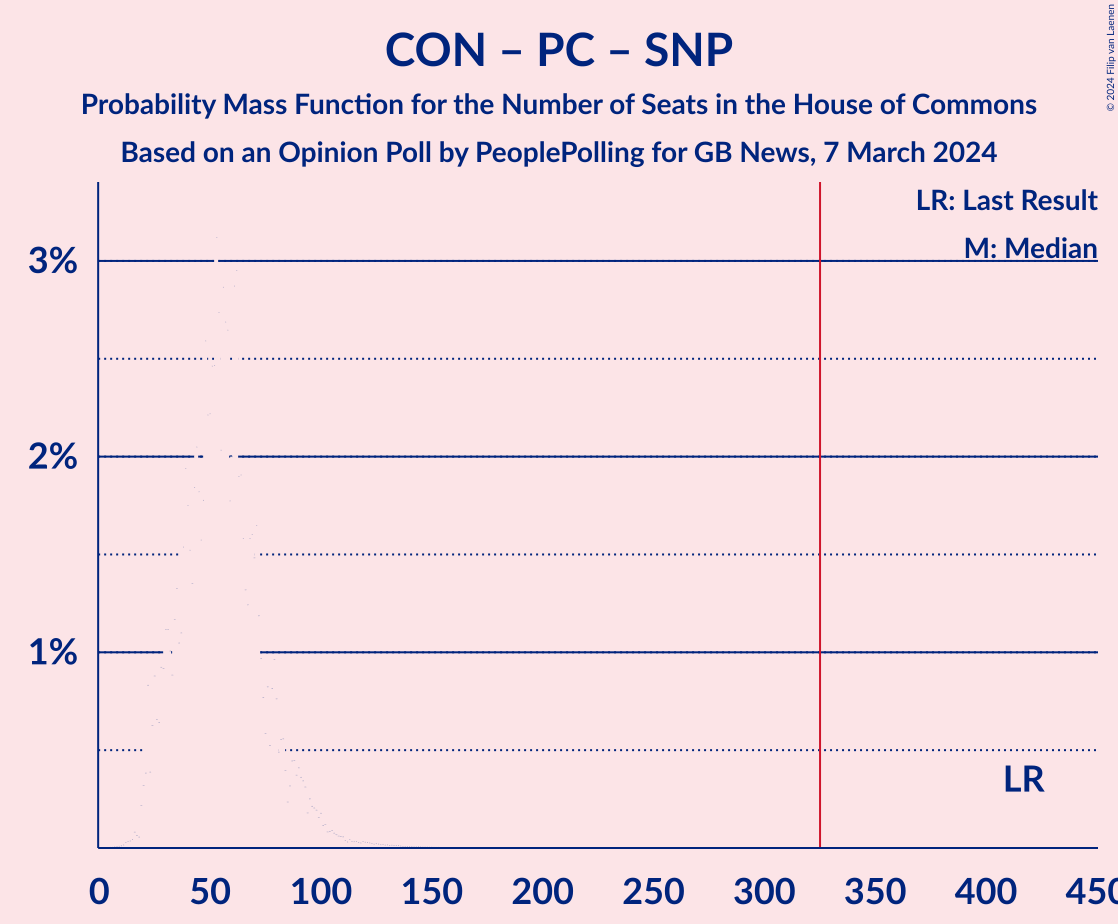 CON – PC – SNP
Probability Mass Function for the Number of Seats in the House of Commons
Based on an Opinion Poll by PeoplePolling for GB News, 7 March 2024
© 2024 Filip van Laenen
LR: Last Result
M: Median
3%
2%
1%
LR
0 50 100 150 200 250 300 350 400 450